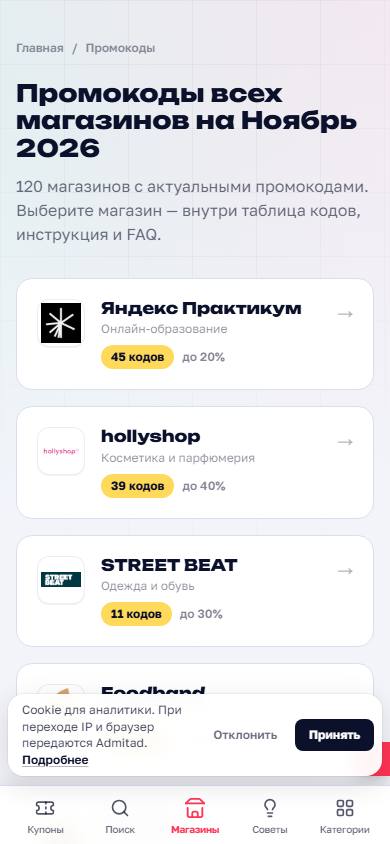 Главная / Промокоды
Промокоды всех
магазинов на Ноябрь
2026
120 магазинов с актуальными промокодами.
Выберите магазин — внутри таблица кодов,
инструкция и FAQ.
Яндекс Практикум
→
Онлайн-образование
45 кодов до 20%
hollyshop
hollyshop
→
Косметика и парфюмерия
39 кодов до 40%
STREET
BEAT
STREET BEAT
→
Одежда и обувь
11 кодов до 30%
Foodband
Cookie для аналитики. При
переходе IP и браузер
передаются Admitad.
Подробнее
Отклонить
Принять
Купоны
Поиск
Магазины
Советы
Категории